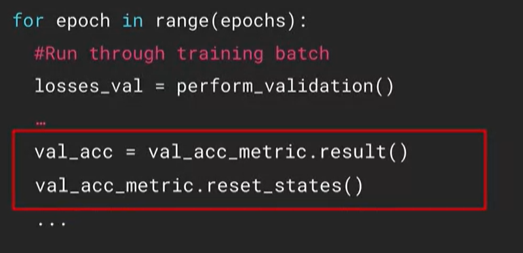 for epoch in range(epochs):
#Run through training batch
losses_val = perform_validation()
…
val_acc = val_acc_metric.result()
val_acc_metric.reset_states()
...